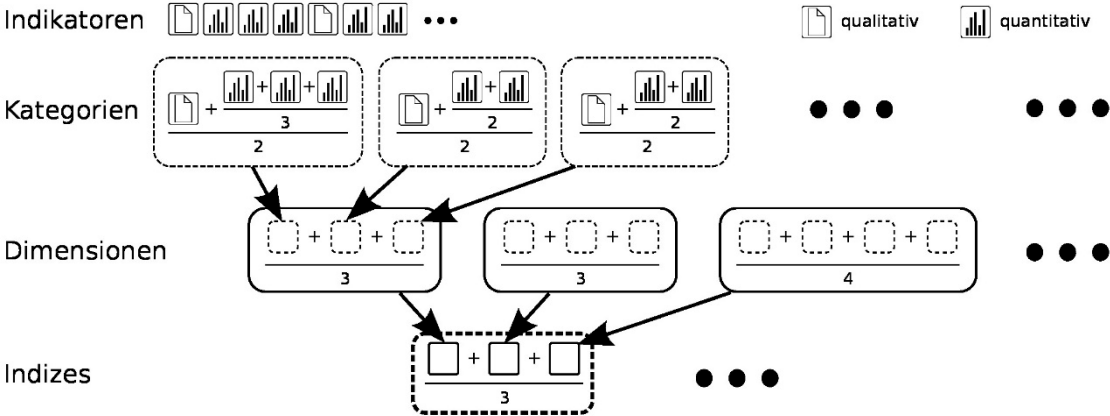 Indikatoren qualitativ quantitativ
Kategorien + + + + + + +
3 2 2
2 2 2
Dimensionen + + + + + + +
3 3 4
Indizes + +
3